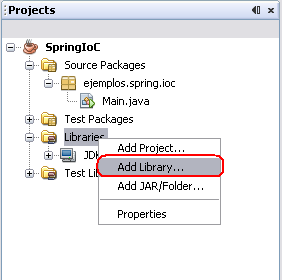 Projects
SpringIoC
Source Packages
ejemplos.spring.ioc
Main.java
Test Packages
Libraries
Add Project...
JD
Add Library...
Test Li
Add JAR/Folder...
Properties